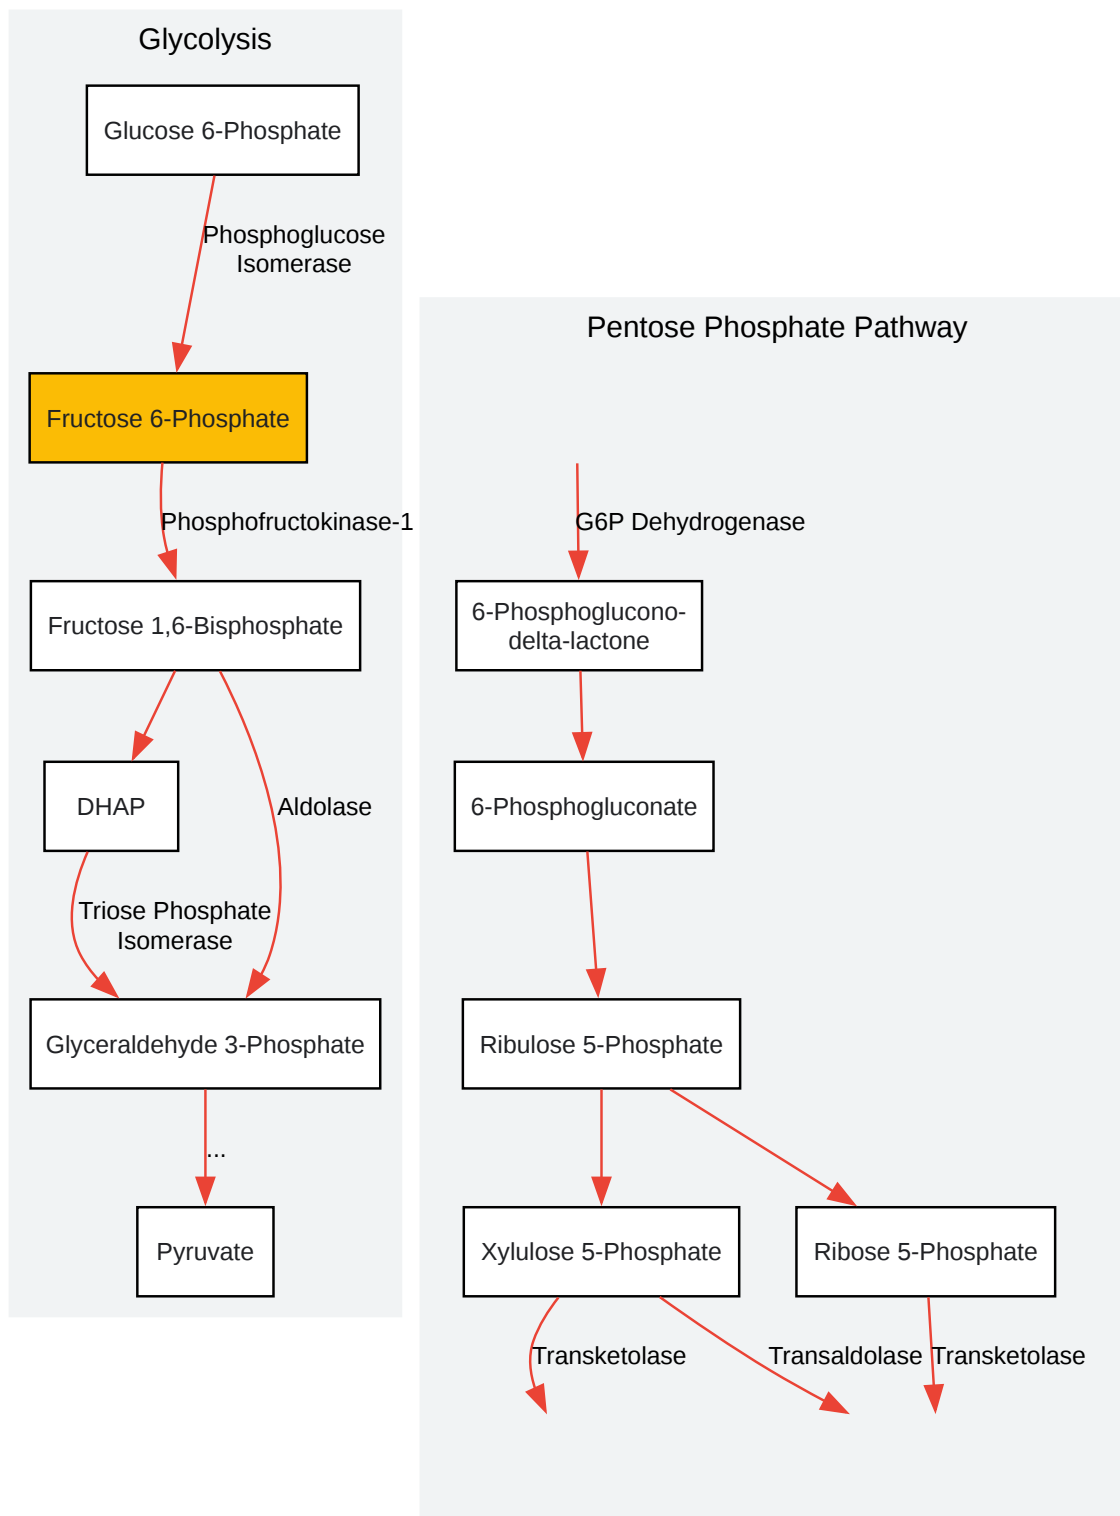 Glycolysis
Glucose 6-Phosphate
Phosphoglucose
Isomerase
Fructose 6-Phosphate
Phosphofructokinase-1
Fructose 1,6-Bisphosphate
DHAP
Aldolase
Triose Phosphate
Isomerase
Glyceraldehyde 3-Phosphate
...
Pyruvate
Pentose Phosphate Pathway
G6P Dehydrogenase
6-Phosphoglucono-
delta-lactone
6-Phosphogluconate
Ribulose 5-Phosphate
Xylulose 5-Phosphate
Ribose 5-Phosphate
Transketolase
Transaldolase
Transketolase